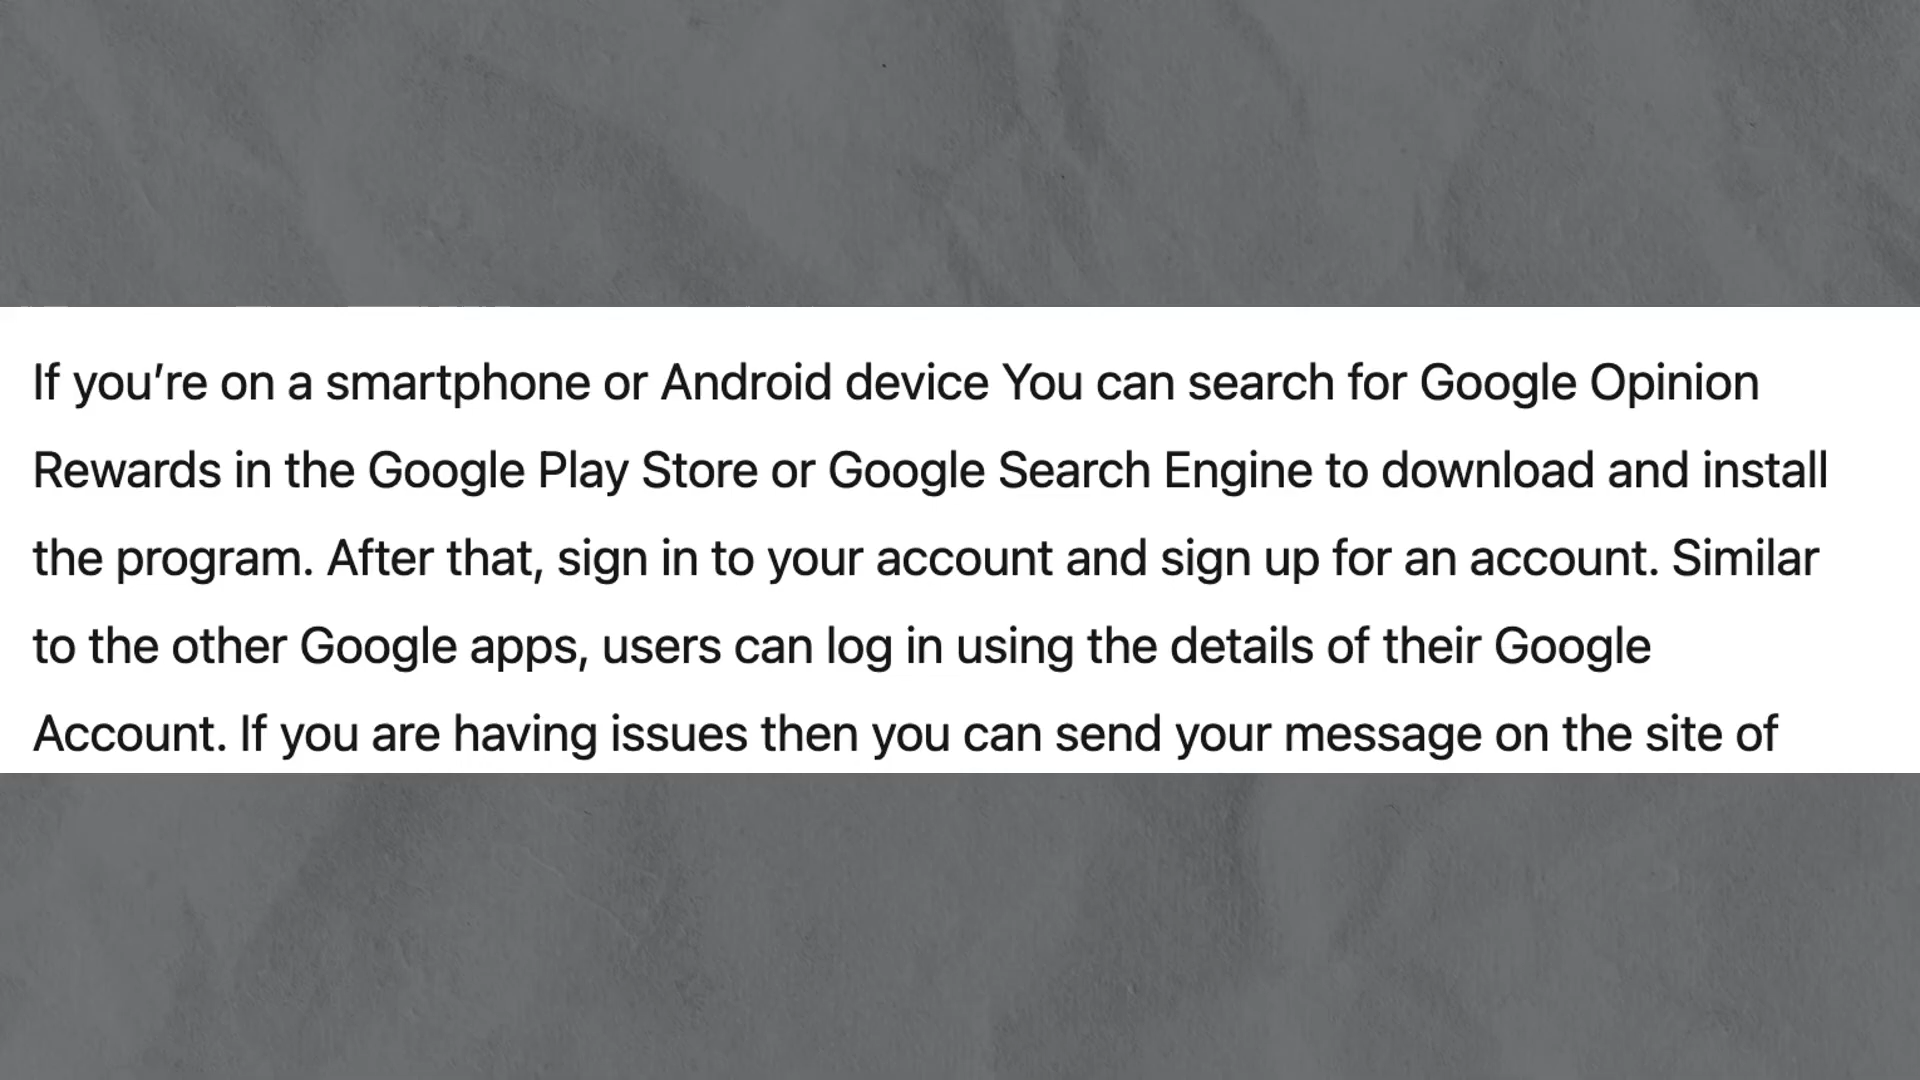 If you’re on a smartphone or Android device You can search for Google Opinion
Rewards in the Google Play Store or Google Search Engine to download and install
the program. After that, sign in to your account and sign up for an account. Similar
to the other Google apps, users can log in using the details of their Google
Account. If you are having issues then you can send your message on the site of